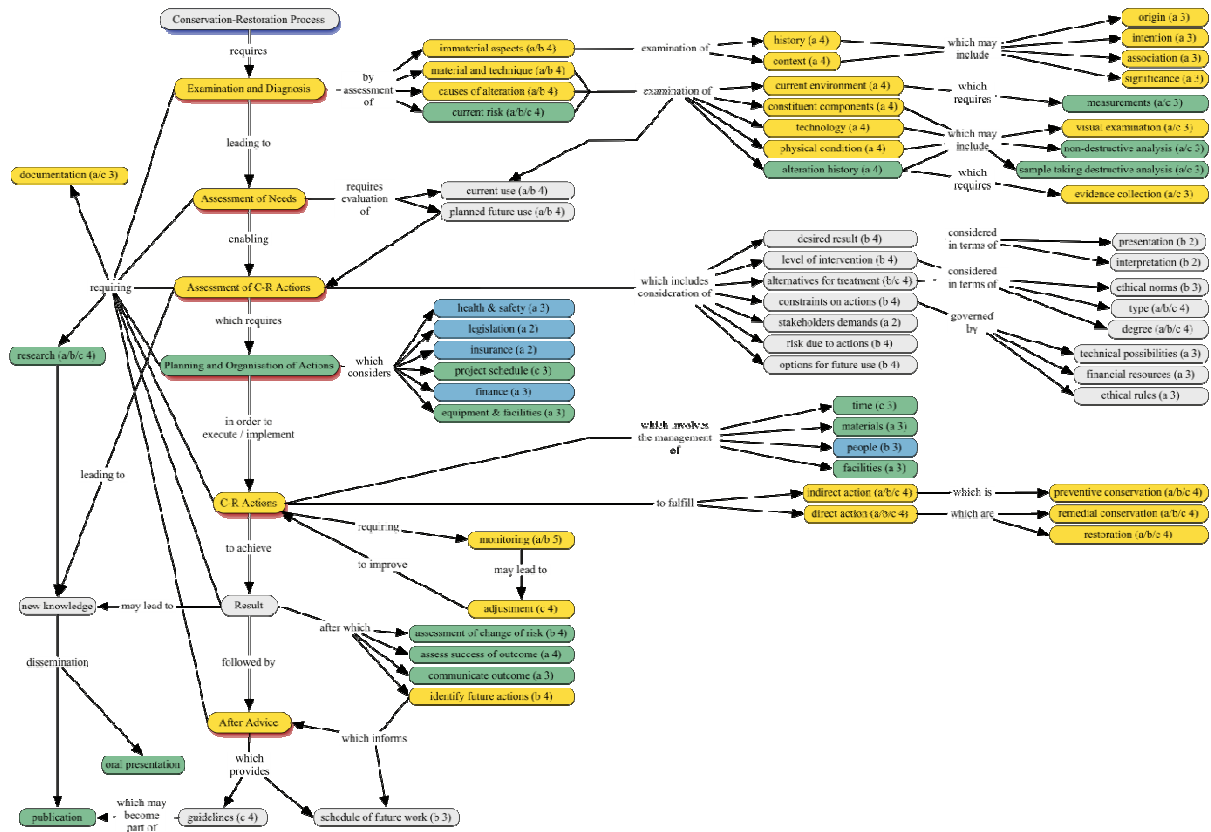 Conservation-Restoration Process
requires
Examination and Diagnosis
by
assessment
of
immaterial aspects (a/b 4)
material and technique (a/b 4)
causes of alteration (a/b 4)
current risk (a/b/c 4)
examination of
history (a 4)
context (a 4)
which may
include
origin (a 3)
intention (a 3)
association (a 3)
significance (a 3)
examination of
current environment (a 4)
constituent components (a 4)
technology (a 4)
physical condition (a 4)
alteration history (a 4)
which
requires
measurements (a/c 3)
which may
include
visual examination (a/c 3)
non-destructive analysis (a/c 3)
sample taking destructive analysis (a/c 3)
which
requires
evidence collection (a/c 3)
leading to
documentation (a/c 3)
Assessment of Needs
requires
evaluation
of
current use (a/b 4)
planned future use (a/b 4)
enabling
requiring
Assessment of C-R Actions
which includes
consideration of
desired result (b 4)
level of intervention (b 4)
alternatives for treatment (b/c 4)
constraints on actions (b 4)
stakeholders demands (a 2)
risk due to actions (b 4)
options for future use (b 4)
considered
in terms of
presentation (b 2)
interpretation (b 2)
considered
in terms of
ethical norms (b 3)
type (a/b/c 4)
degree (a/b/c 4)
governed
by
technical possibilities (a 3)
financial resources (a 3)
ethical rules (a 3)
which requires
research (a/b/c 4)
Planning and Organisation of Actions
which
considers
health & safety (a 3)
legislation (a 2)
insurance (a 2)
project schedule (c 3)
finance (a 3)
equipment & facilities (a 3)
in order to
execute / implement
which involves
the management
of
time (c 3)
materials (a 3)
people (b 3)
facilities (a 3)
leading to
C-R Actions
to fulfill
indirect action (a/b/c 4)
direct action (a/b/c 4)
which is
which are
preventive conservation (a/b/c 4)
remedial conservation (a/b/c 4)
restoration (a/b/c 4)
requiring
monitoring (a/b 5)
to achieve
to improve
may lead to
adjustment (c 4)
new knowledge
may lead to
Result
after which
assessment of change of risk (b 4)
assess success of outcome (a 4)
communicate outcome (a 3)
identify future actions (b 4)
dissemination
followed by
After Advice
which informs
oral presentation
which
provides
publication
which may
become
part of
guidelines (c 4)
schedule of future work (b 3)